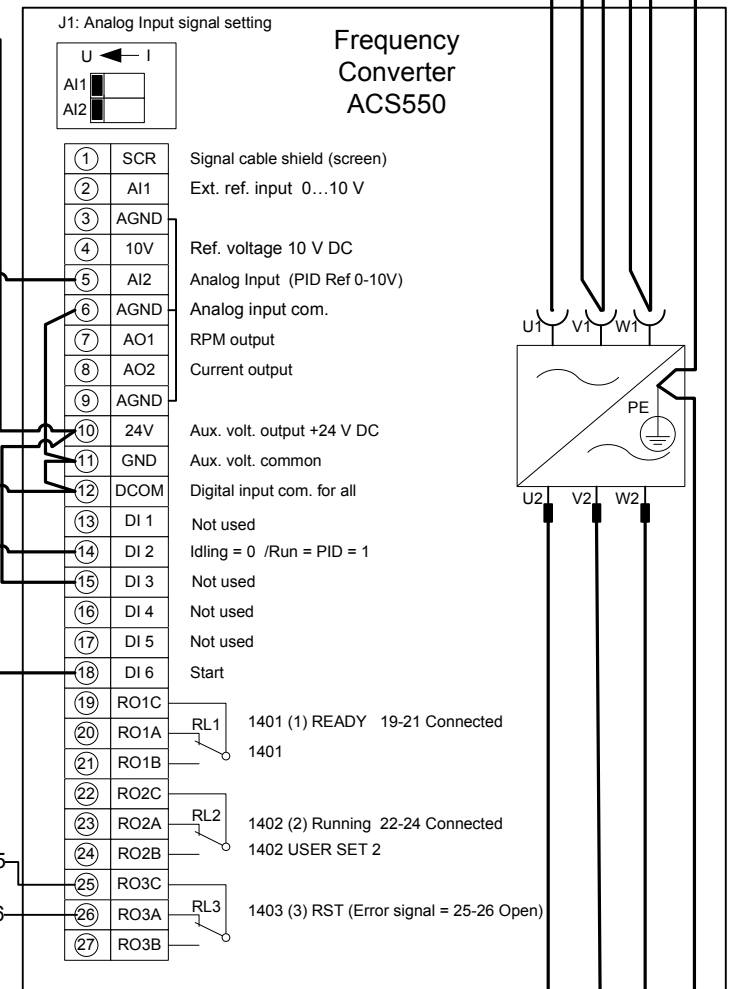 J1: Analog Input signal setting
U I
AI1
AI2
Frequency
Converter
ACS550
1 SCR Signal cable shield (screen)
2 AI1 Ext. ref. input 0…10 V
3 AGND
4 10V Ref. voltage 10 V DC
5 AI2 Analog Input (PID Ref 0-10V)
6 AGND Analog input com.
7 AO1 RPM output
8 AO2 Current output
9 AGND
10 24V Aux. volt. output +24 V DC
11 GND Aux. volt. common
12 DCOM Digital input com. for all
13 DI 1 Not used
14 DI 2 Idling = 0 /Run = PID = 1
15 DI 3 Not used
16 DI 4 Not used
17 DI 5 Not used
18 DI 6 Start
19 RO1C
20 RO1A RL1 1401 (1) READY 19-21 Connected
21 RO1B 1401
22 RO2C
23 RO2A RL2 1402 (2) Running 22-24 Connected
24 RO2B 1402 USER SET 2
25 RO3C
26 RO3A RL3 1403 (3) RST (Error signal = 25-26 Open)
27 RO3B
U1 V1 W1
PE
U2 V2 W2